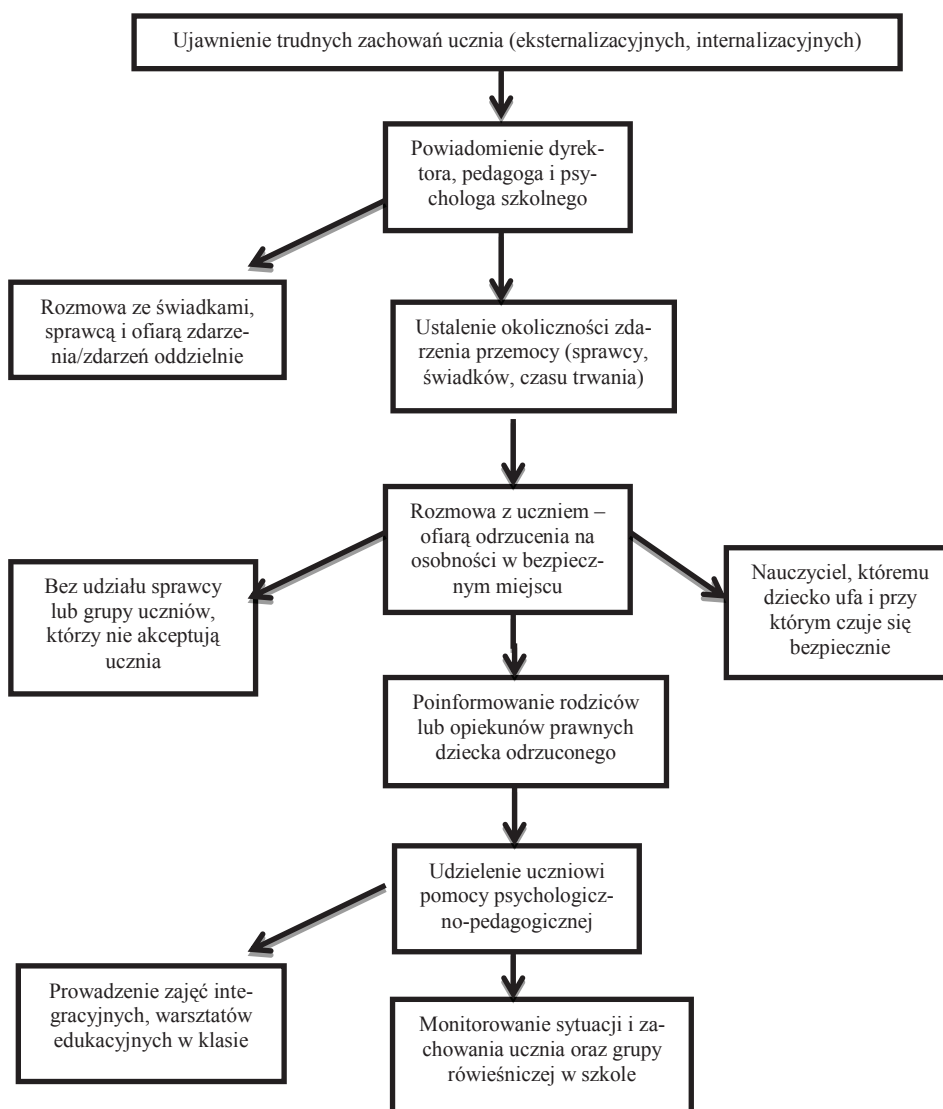 Ujawnienie trudnych zachowań ucznia (eksternalizacyjnych, internalizacyjnych)
Powiadomienie dyrek-
tora, pedagoga i psy-
chologa szkolnego
Rozmowa ze świadkami,
sprawcą i ofiarą zdarze-
nia/zdarzeń oddzielnie
Ustalenie okoliczności zda-
rzenia przemocy (sprawcy,
świadków, czasu trwania)
Rozmowa z uczniem –
ofiarą odrzucenia na
osobności w bezpiecz-
nym miejscu
Bez udziału sprawcy
lub grupy uczniów,
którzy nie akceptują
ucznia
Nauczyciel, któremu
dziecko ufa i przy
którym czuje się
bezpiecznie
Poinformowanie rodziców
lub opiekunów prawnych
dziecka odrzuconego
Udzielenie uczniowi
pomocy psychologicz-
no-pedagogicznej
Prowadzenie zajęć inte-
gracyjnych, warsztatów
edukacyjnych w klasie
Monitorowanie sytuacji i za-
chowania ucznia oraz grupy
rówieśniczej w szkole